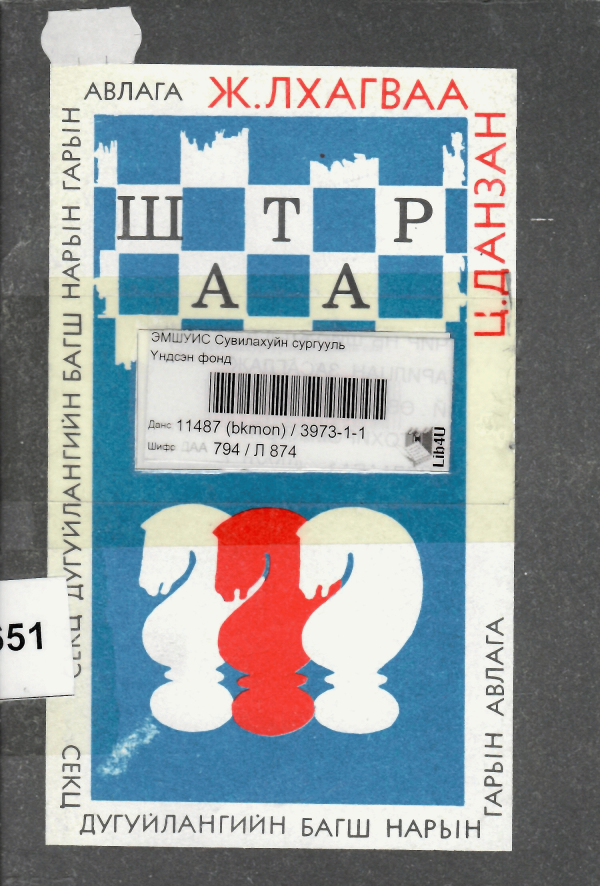 АВЛАГА
Ж.ЛХАГВАА
Ц.ДАНЗАН
СЕКЦ ДУГУЙЛАНГИЙН БАГШ НАРЫН ГАРЫН
Ш Т Р
А А
ЭМШУИС Сувилахуйн сургууль
Үндсэн фонд
Данс 11487 (bkmon) / 3973-1-1
Шифр ДАА 794 / Л 874
Lib4U
651
СЕКЦ
ДУГУЙЛАНГИЙН БАГШ НАРЫН
ГАРЫН АВЛАГА